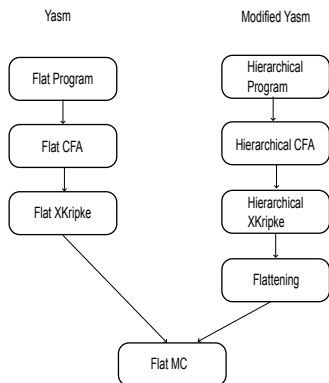 Yasm
Modified Yasm
Flat Program
Hierarchical
Program
Flat CFA
Hierarchical CFA
Flat XKripke
Hierarchical
XKripke
Flattening
Flat MC